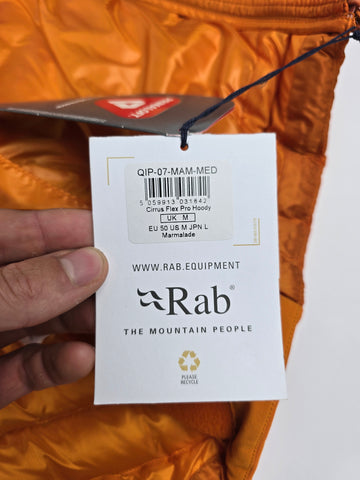 PRIMALOFT
QIP-07-MAM-MED
5 059913 031642
Cirrus Flex Pro Hoody
UK M
EU 50 US M JPN L
Marmalade
WWW.RAB.EQUIPMENT
Rab®
THE MOUNTAIN PEOPLE
PLEASE
RECYCLE